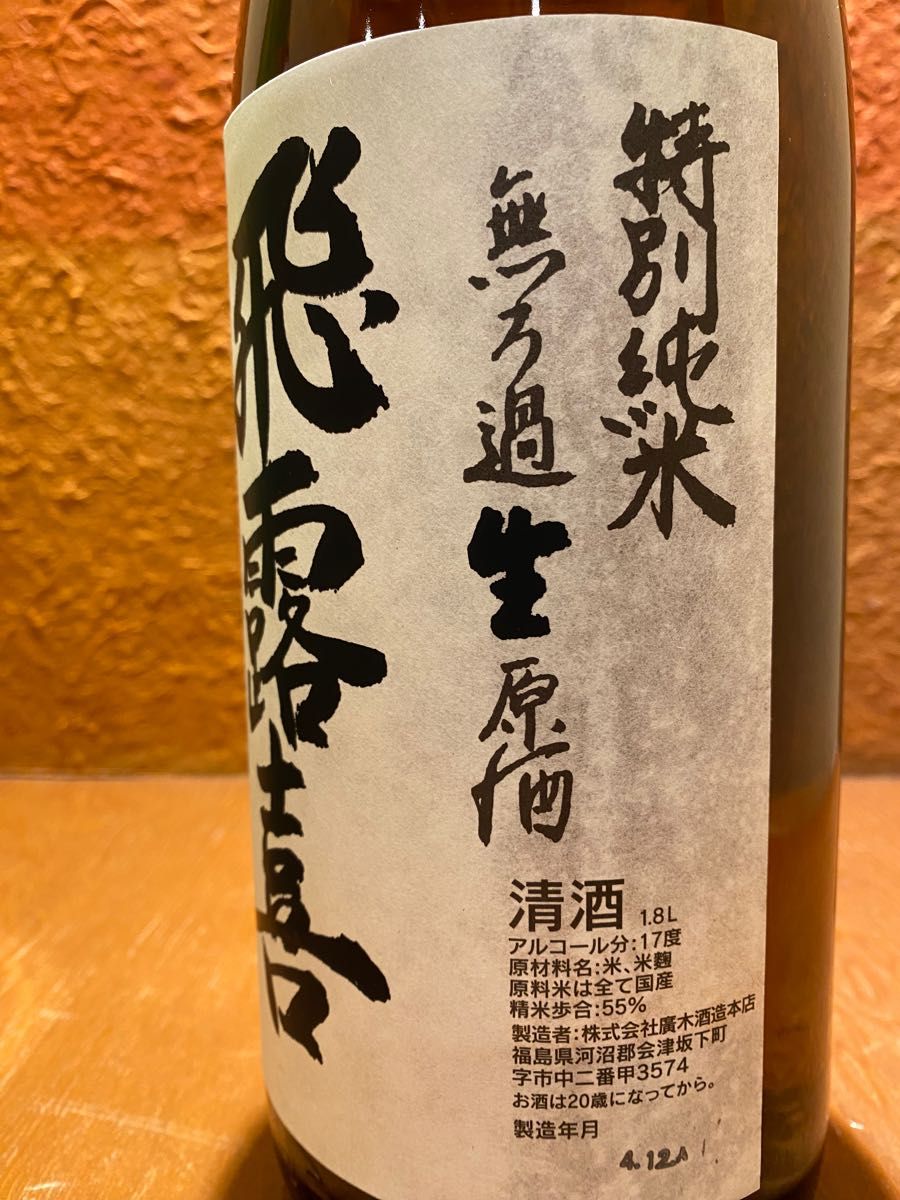 特別純米
無ろ過生原酒
飛露喜
清酒 1.8L
アルコール分:17度
原材料名:米、米麹
原料米は全て国産
精米歩合:55%
製造者:株式会社廣木酒造本店
福島県河沼郡会津坂下町
字市中二番甲3574
お酒は20歳になってから。
製造年月
4.12